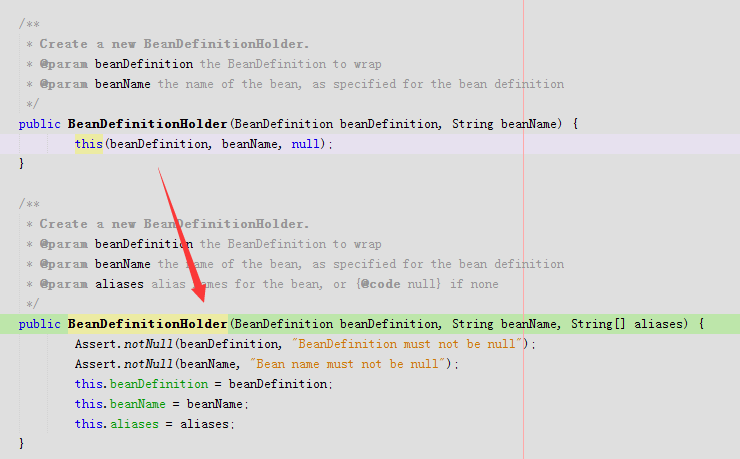 /**
 * Create a new BeanDefinitionHolder.
 * @param beanDefinition the BeanDefinition to wrap
 * @param beanName the name of the bean, as specified for the bean definition
 */
public BeanDefinitionHolder(BeanDefinition beanDefinition, String beanName) {
this(beanDefinition, beanName, null);
}
/**
 * Create a new BeanDefinitionHolder.
 * @param beanDefinition the BeanDefinition to wrap
 * @param beanName the name of the bean, as specified for the bean definition
 * @param aliases alias names for the bean, or {@code null} if none
 */
public BeanDefinitionHolder(BeanDefinition beanDefinition, String beanName, String[] aliases) {
Assert.notNull(beanDefinition, "BeanDefinition must not be null");
Assert.notNull(beanName, "Bean name must not be null");
this.beanDefinition = beanDefinition;
this.beanName = beanName;
this.aliases = aliases;
}